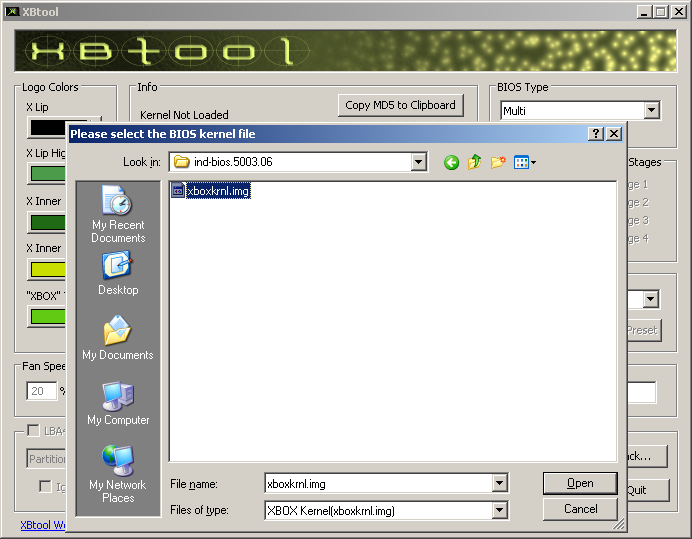 XBtool
XBtool
Logo Colors
Info
BIOS Type
X Lip
Kernel Not Loaded
Copy MD5 to Clipboard
Multi
Please select the BIOS kernel file
X Lip Hig
Look in:
ind-bios.5003.06
Stages
xboxkrnl.img
ge 1
X Inner
ge 2
My Recent
Documents
ge 3
X Inner
ge 4
Desktop
"XBOX"
Preset
My Documents
Fan Spee
20 %
My Computer
LBA4
Partition
ck...
My Network
Places
File name:
xboxkrnl.img
Open
Ig
Quit
Files of type:
XBOX Kernel(xboxkrnl.img)
Cancel
XBtool We